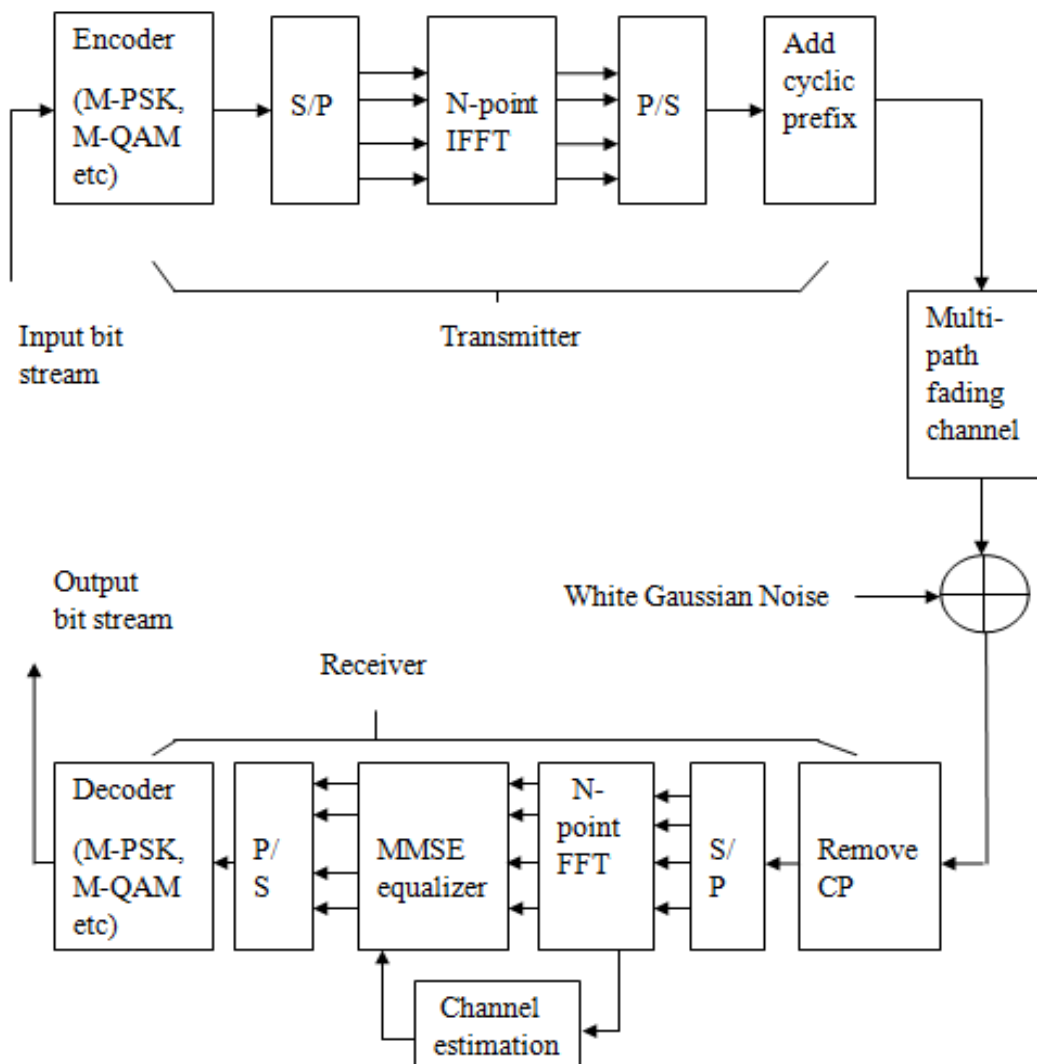 Encoder
(M-PSK,
M-QAM
etc)
S/P
N-point
IFFT
P/S
Add
cyclic
prefix
Input bit
stream
Transmitter
Multi-
path
fading
channel
White Gaussian Noise
Output
bit stream
Receiver
Decoder
(M-PSK,
M-QAM
etc)
P/
S
MMSE
equalizer
N-
point
FFT
S/
P
Remove
CP
Channel
estimation